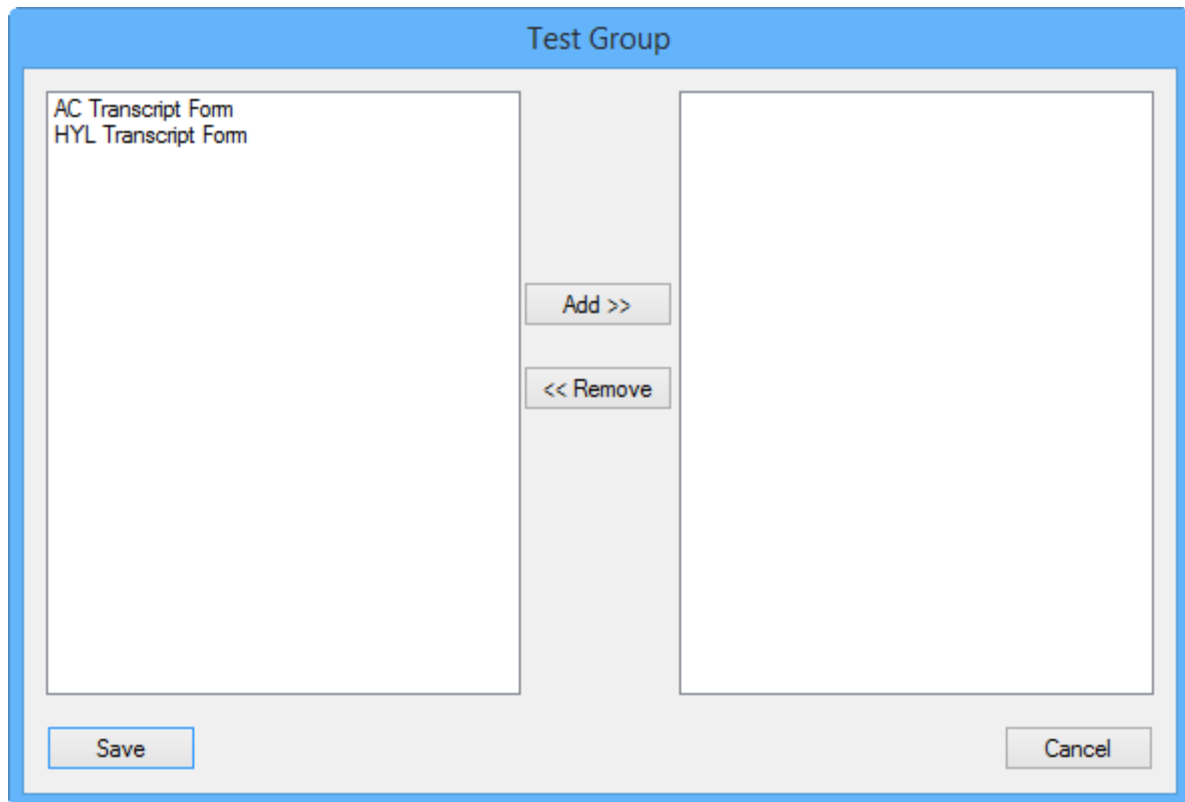 Test Group
AC Transcript Form
HYL Transcript Form
Add >>
<< Remove
Save
Cancel